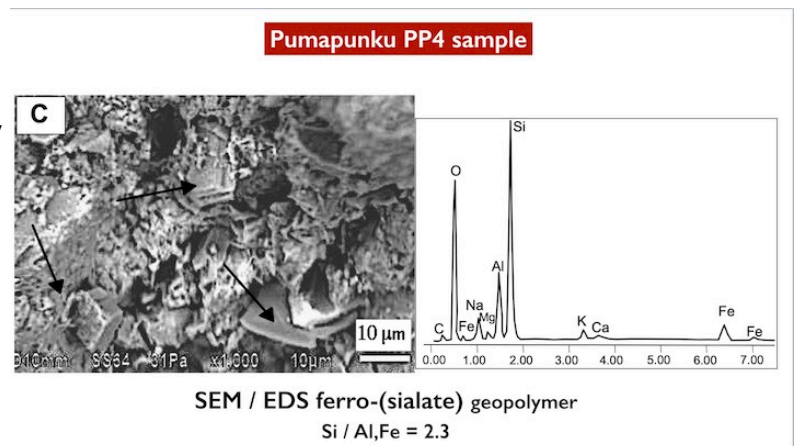 Pumapunku PP4 sample
C
10 µm
D10mm SS64 31Pa x1,000 10µm
Si
O
Al
Na
Mg
Fe
C
K
Ca
Fe
Fe
0.00 1.00 2.00 3.00 4.00 5.00 6.00 7.00
SEM / EDS ferro-(sialate) geopolymer
Si / Al,Fe = 2.3